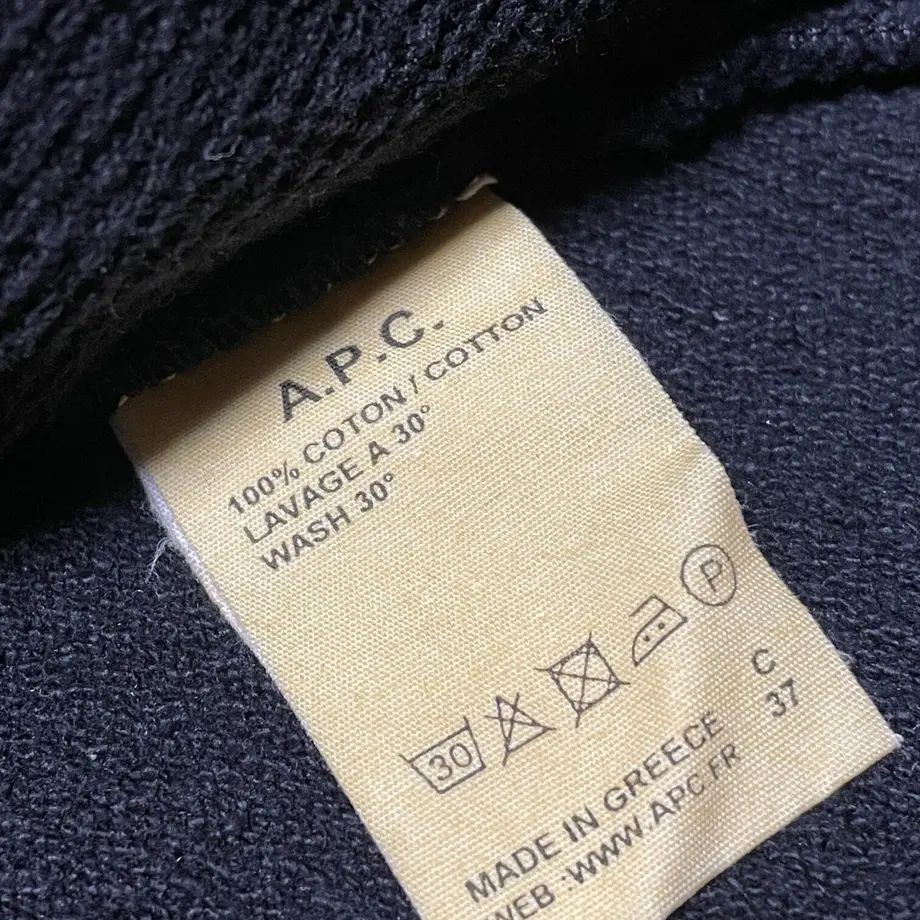 A.P.C.
100% COTON / COTTON
LAVAGE A 30°
WASH 30°
30
P
C
37
MADE IN GREECE
WEB :WWW.APC.FR